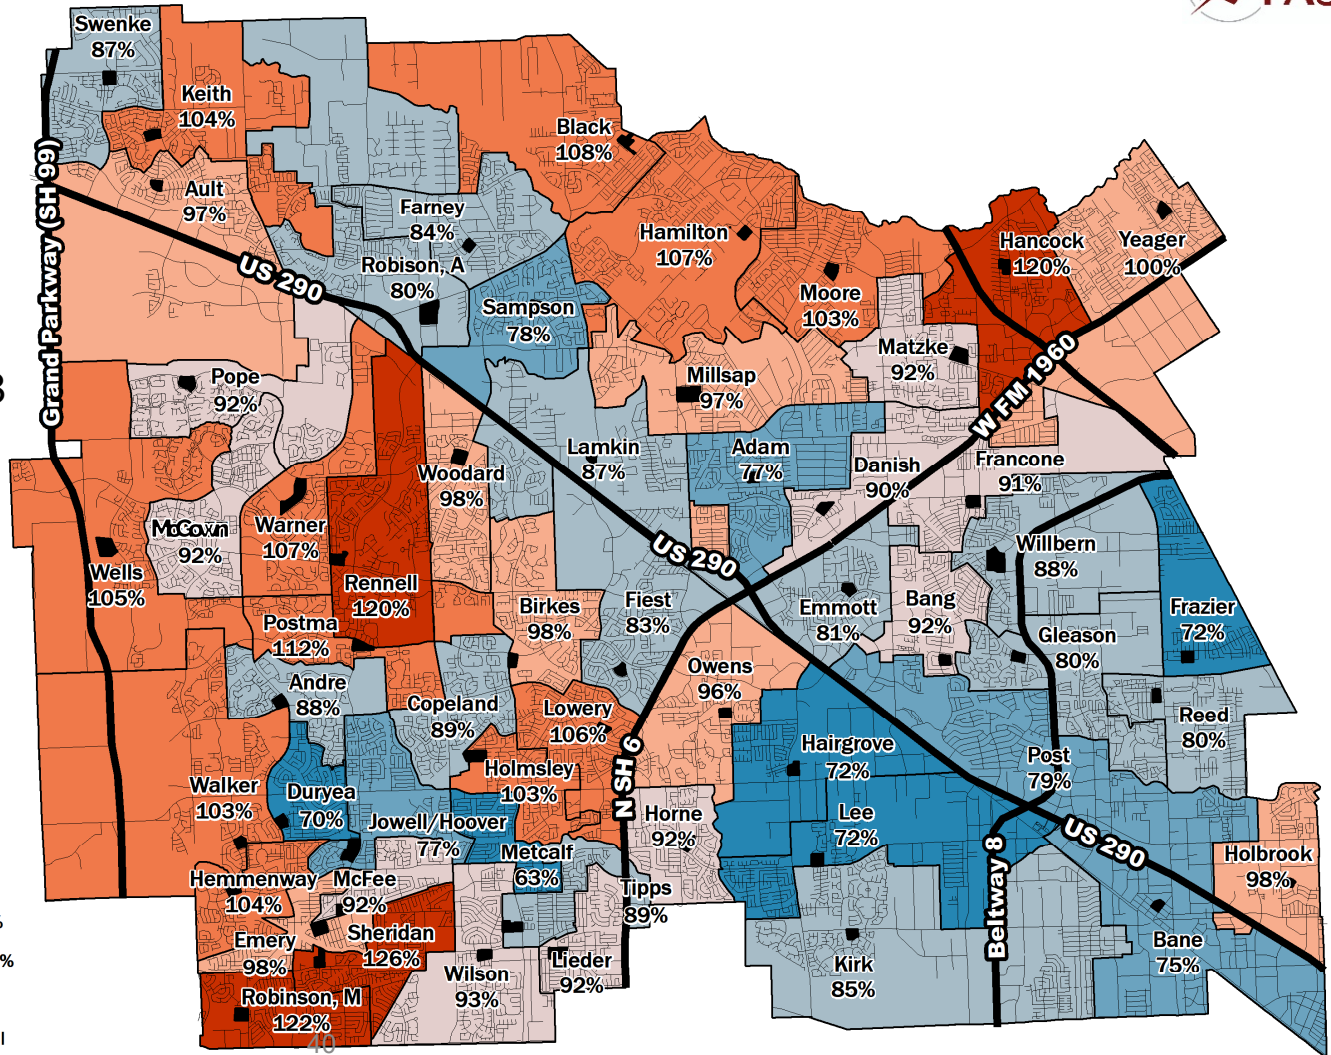 Swenke
87%
Keith
104%
Black
108%
Ault
97%
Farney
84%
Hamilton
107%
Hancock
120%
Yeager
100%
Robison, A
80%
US 290
Sampson
78%
Moore
103%
Grand Parkway (SH 99)
Matzke
92%
W FM 1960
Pope
92%
Millsap
97%
Woodard
98%
Lamkin
87%
Adam
77%
Danish
90%
Francone
91%
McGown
92%
Warner
107%
US 290
Willbern
88%
Wells
105%
Rennell
120%
Birkes
98%
Fiest
83%
Emmott
81%
Bang
92%
Frazier
72%
Postma
112%
Gleason
80%
Owens
96%
Andre
88%
Copeland
89%
Lowery
106%
Reed
80%
Hairgrove
72%
Post
79%
N SH 6
Walker
103%
Duryea
70%
Holmsley
103%
Jowell/Hoover
77%
Horne
92%
Lee
72%
US 290
Metcalf
63%
Beltway 8
Holbrook
98%
Hemmenway
104%
McFee
92%
Tipps
89%
Emery
98%
Sheridan
126%
Wilson
93%
Lieder
92%
Kirk
85%
Bane
75%
Robinson, M
122%
40